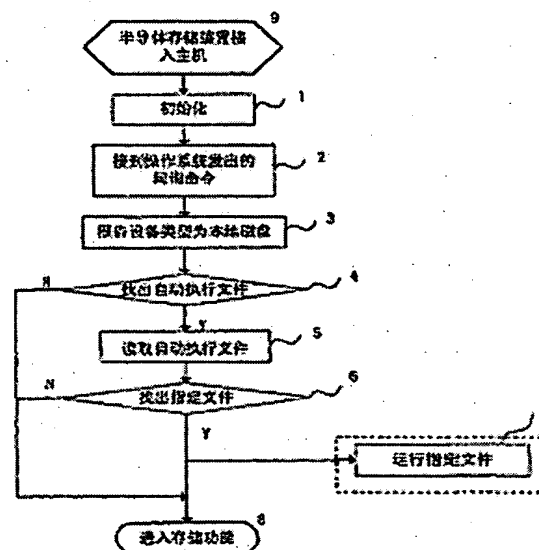 9
半导体存储装置接
入主机
1
初始化
2
接到操作系统发出的
询问命令
3
报告设备类型为本地磁盘
4
N
找出自动执行文件
Y
5
读取自动执行文件
6
N
找出指定文件
Y
运行指定文件
8
进入存储功能